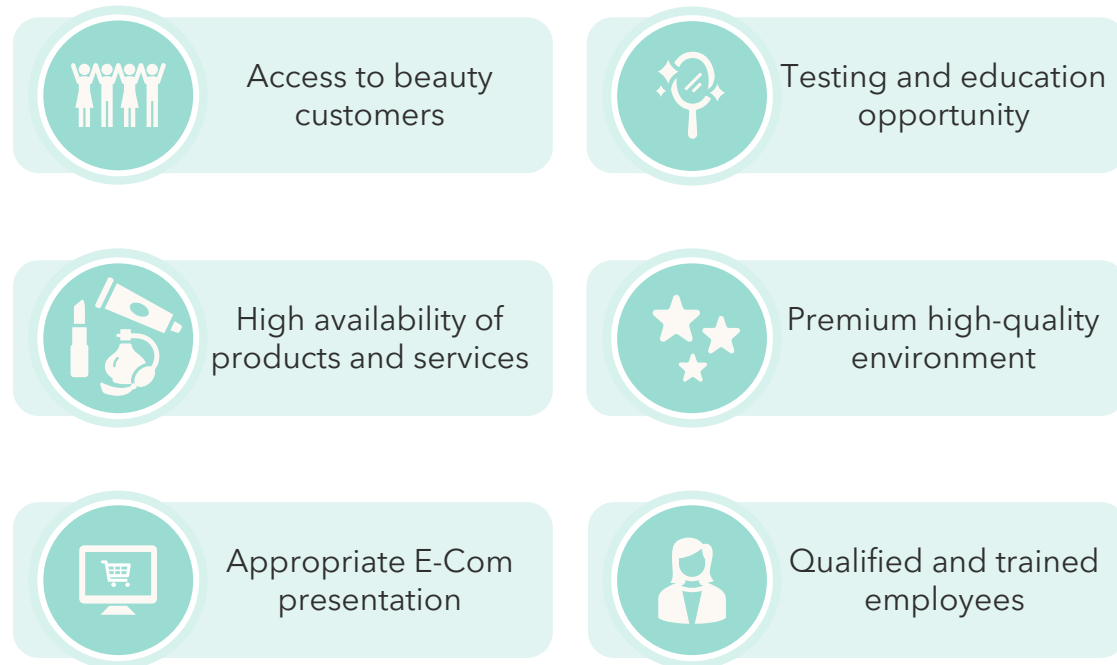 Access to beauty
customers
Testing and education
opportunity
High availability of
products and services
Premium high-quality
environment
Appropriate E-Com
presentation
Qualified and trained
employees